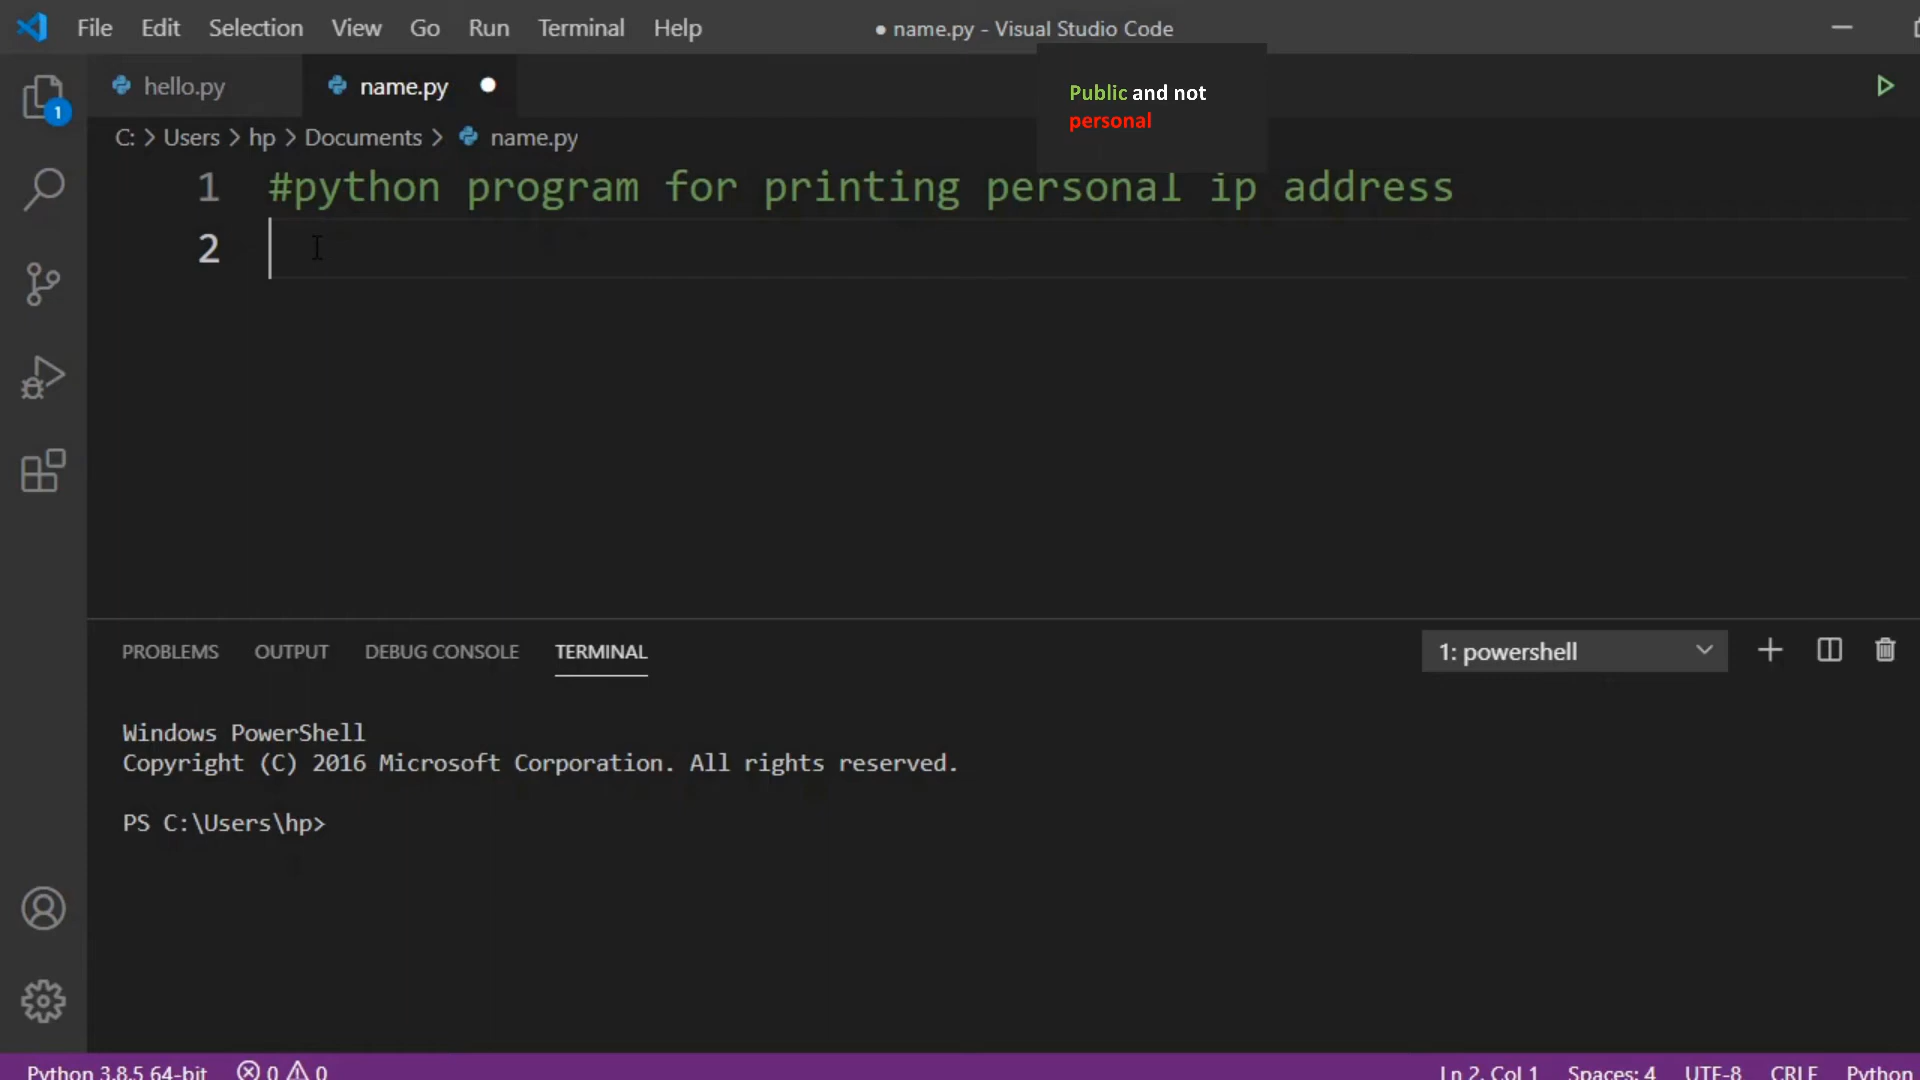 File Edit Selection View Go Run Terminal Help ● name.py - Visual Studio Code
hello.py name.py
Public and not
personal
C: > Users > hp > Documents > name.py
1 #python program for printing personal ip address
2
1
PROBLEMS OUTPUT DEBUG CONSOLE TERMINAL 1: powershell
Windows PowerShell
Copyright (C) 2016 Microsoft Corporation. All rights reserved.
PS C:\Users\hp>
Python 3.8.5 64-bit 0 0 Ln 2, Col 1 Spaces: 4 UTF-8 CRLF Python